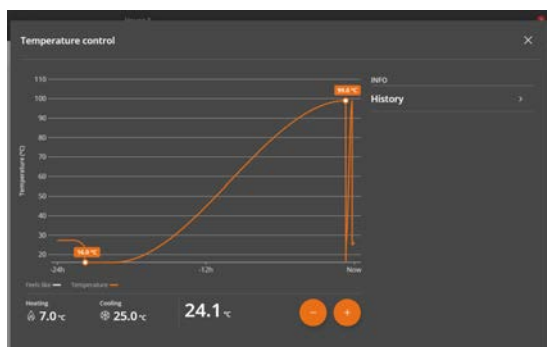 Temperature control
INFO
History
110
100
90
80
70
60
50
40
30
20
Temperature (°C)
99.0 °C
16.0 °C
-24h
-12h
Now
Feels like
Temperature
Heating
7.0 °C
Cooling
25.0 °C
24.1 °C